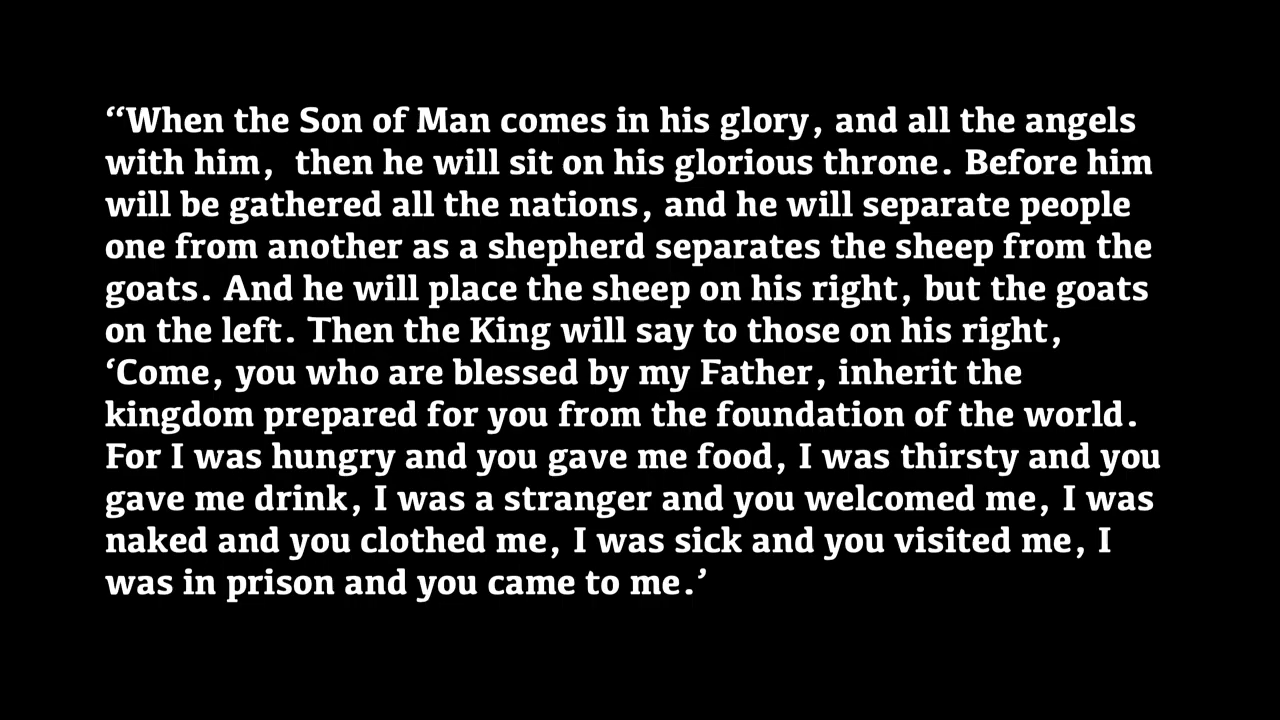 “When the Son of Man comes in his glory, and all the angels
with him,  then he will sit on his glorious throne. Before him
will be gathered all the nations, and he will separate people
one from another as a shepherd separates the sheep from the
goats. And he will place the sheep on his right, but the goats
on the left. Then the King will say to those on his right,
‘Come, you who are blessed by my Father, inherit the
kingdom prepared for you from the foundation of the world.
For I was hungry and you gave me food, I was thirsty and you
gave me drink, I was a stranger and you welcomed me, I was
naked and you clothed me, I was sick and you visited me, I
was in prison and you came to me.’